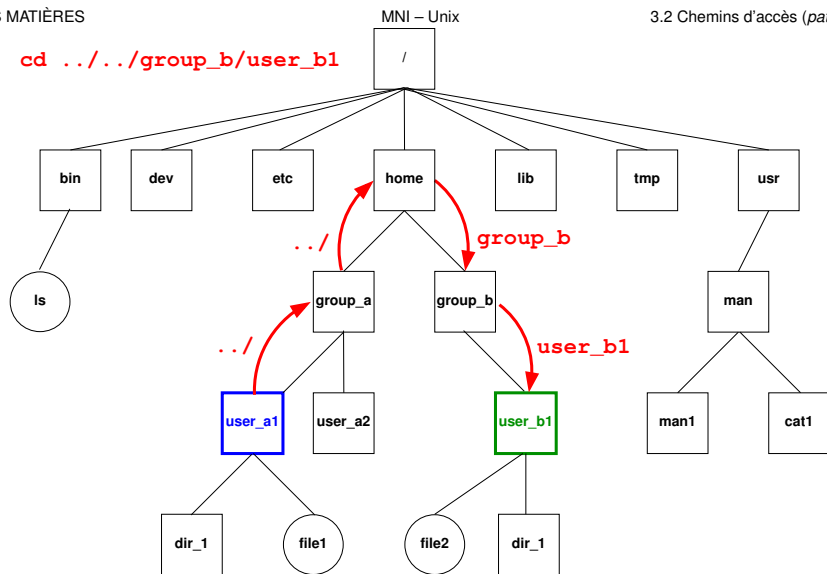 S MATIÈRES MNI – Unix 3.2 Chemins d'accès (pat
cd ../../group_b/user_b1 /
bin dev etc home lib tmp usr
../ group_b
ls group_a group_b man
../ user_b1
user_a1 user_a2 user_b1 man1 cat1
dir_1 file1 file2 dir_1